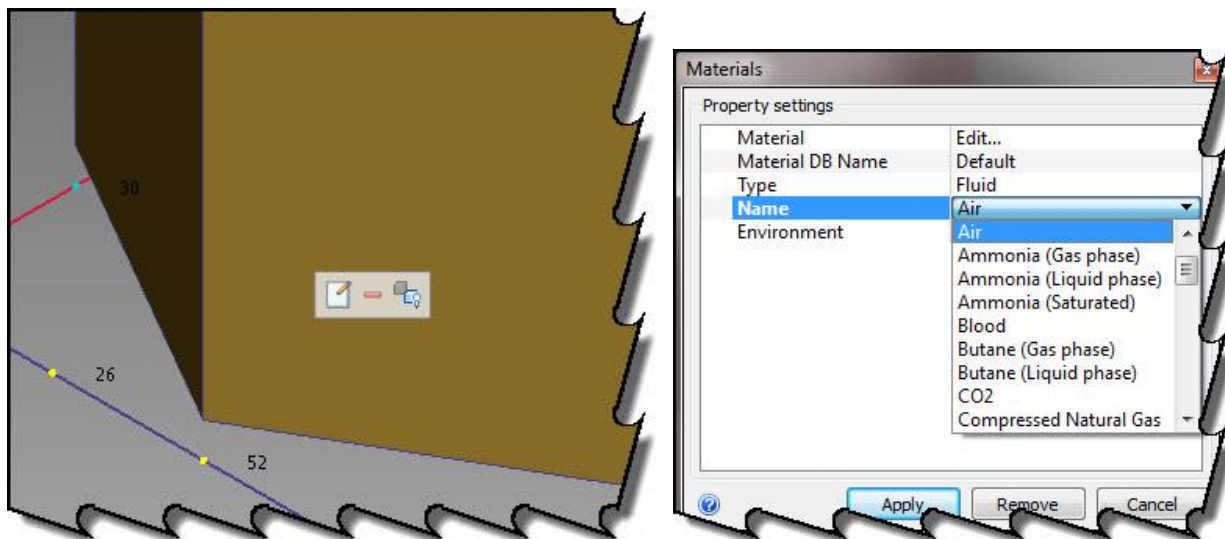 30
26
52
Materials
Property settings
Material Edit...
Material DB Name Default
Type Fluid
Name Air
Environment
Air
Ammonia (Gas phase)
Ammonia (Liquid phase)
Ammonia (Saturated)
Blood
Butane (Gas phase)
Butane (Liquid phase)
CO2
Compressed Natural Gas
Apply Remove Cancel